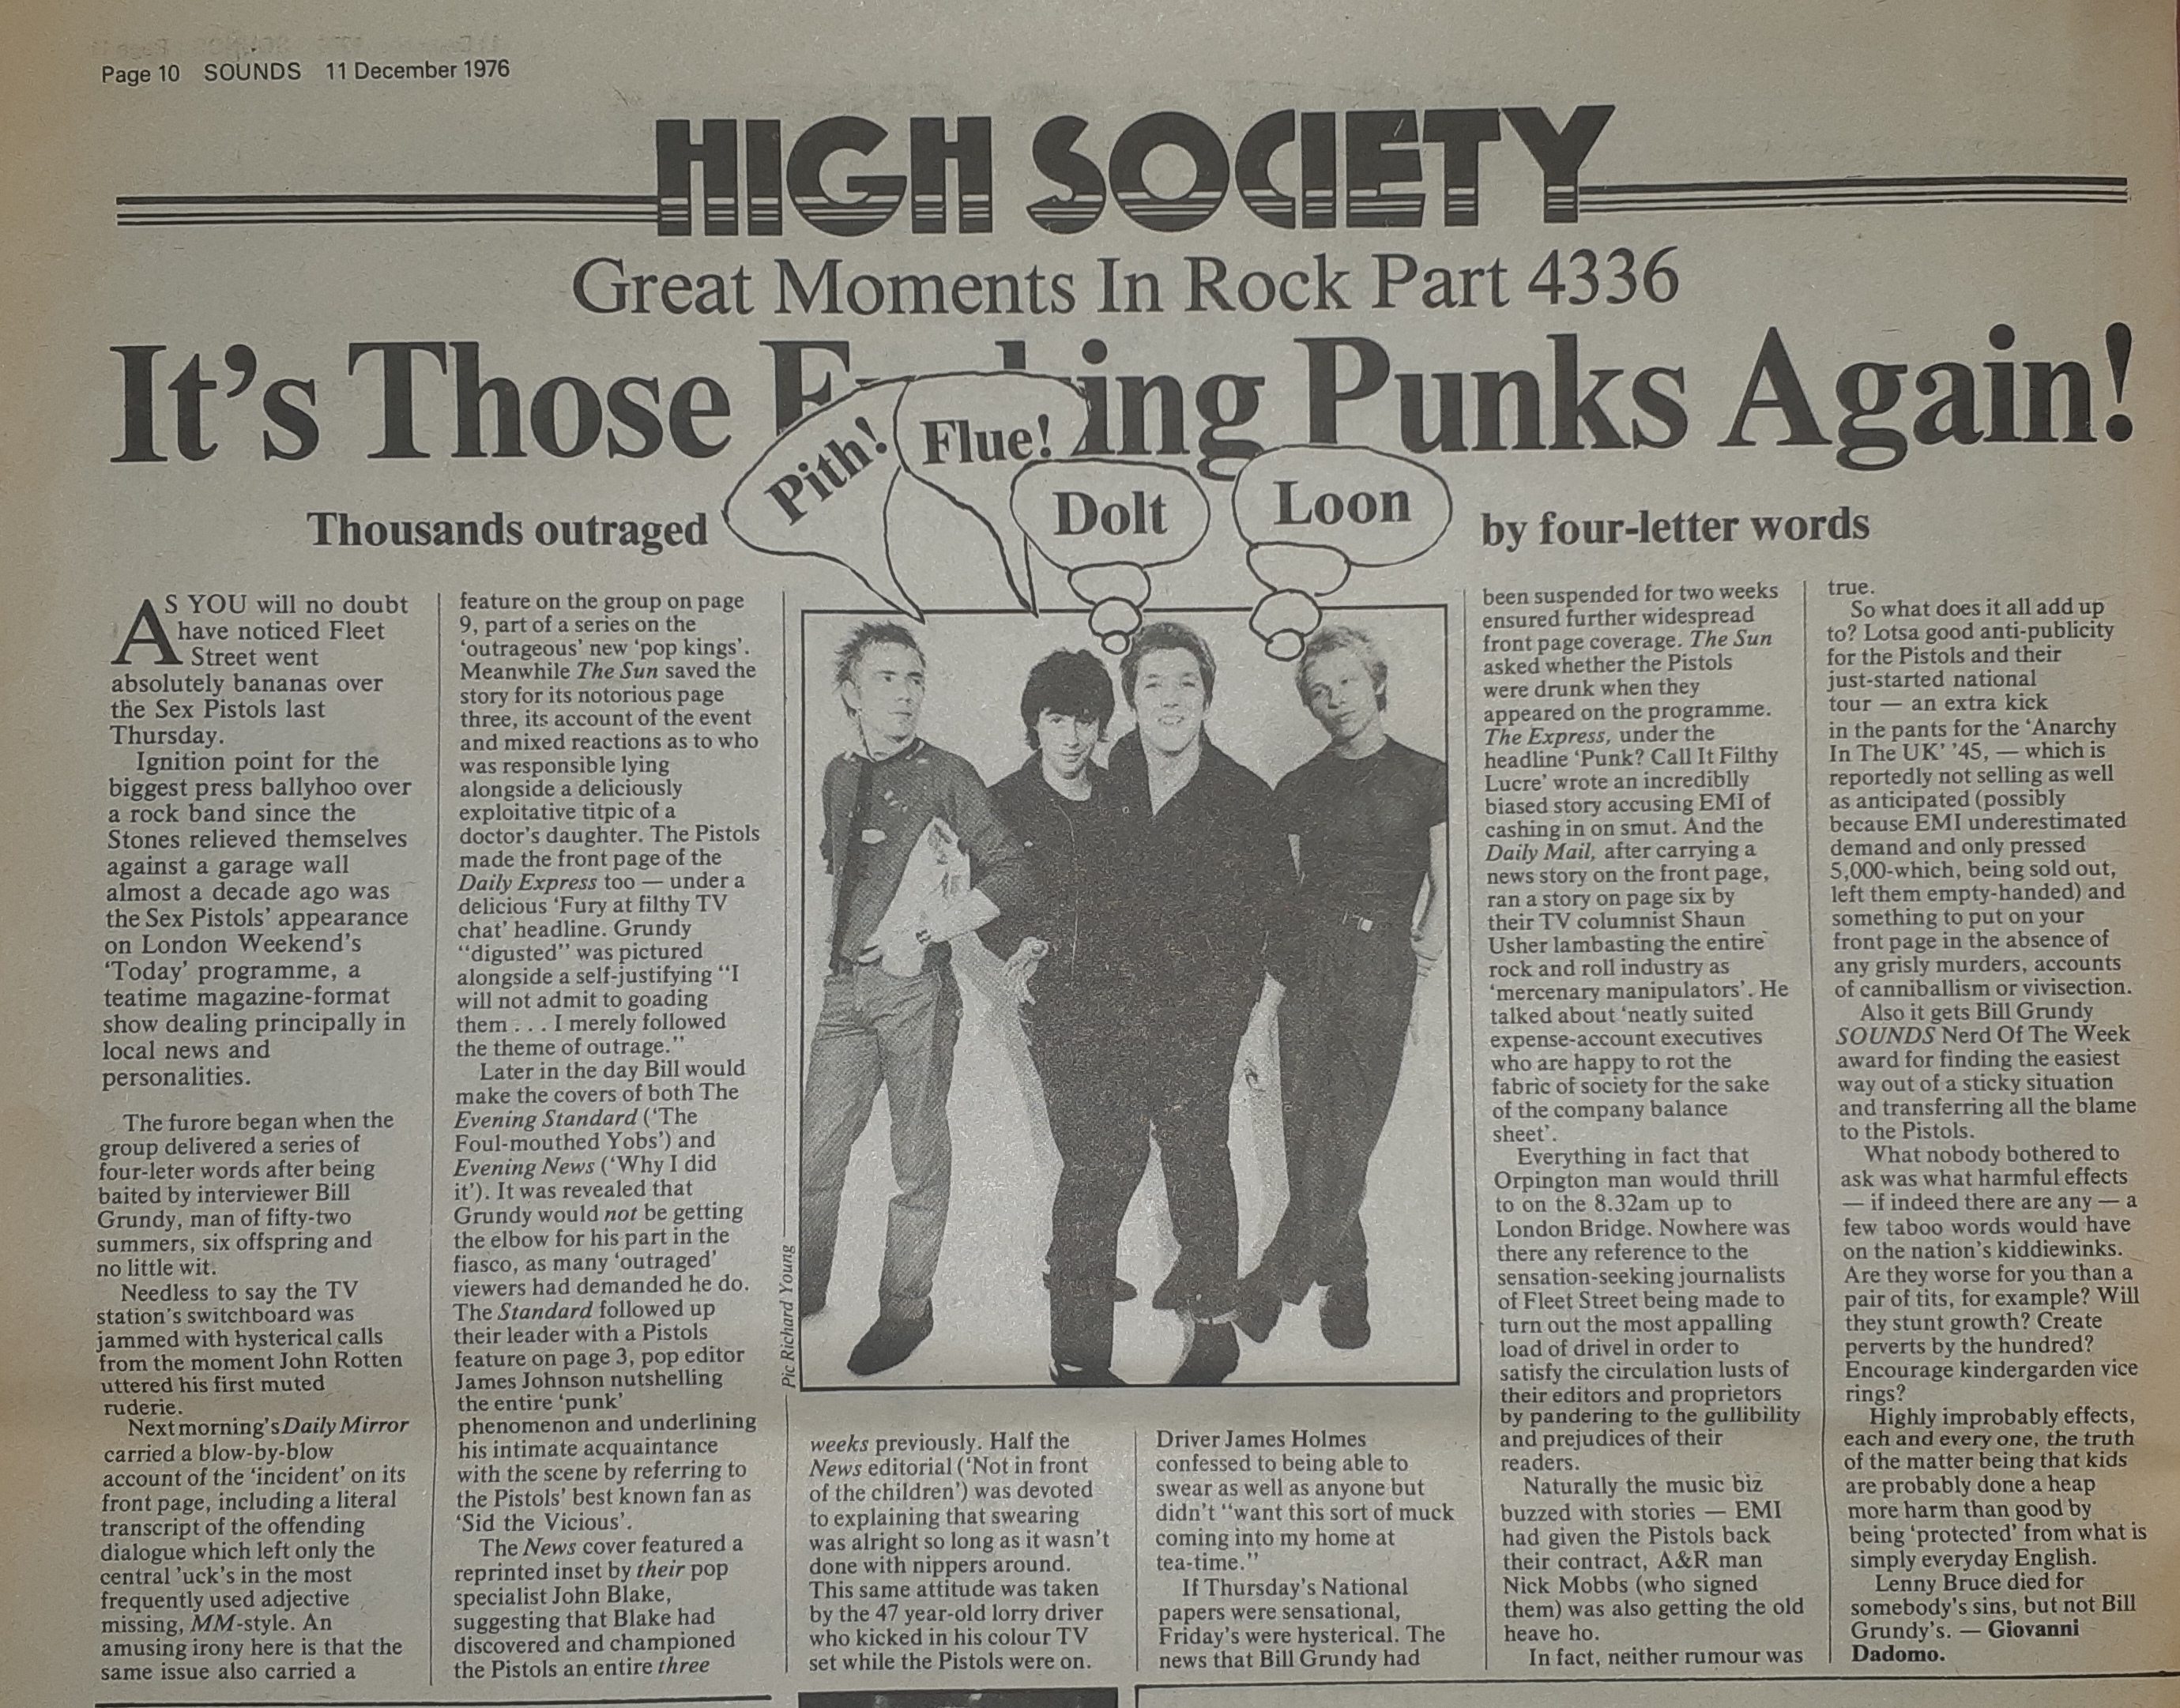 Page 10 SOUNDS 11 December 1976
HIGH SOCIETY
Great Moments In Rock Part 4336
It's Those F king Punks Again!
Pith!
Flue!
Dolt
Loon
Thousands outraged
by four-letter words
AS YOU will no doubt
have noticed Fleet
Street went
absolutely bananas over
the Sex Pistols last
Thursday.
Ignition point for the
biggest press ballyhoo over
a rock band since the
Stones relieved themselves
against a garage wall
almost a decade ago was
the Sex Pistols' appearance
on London Weekend's
'Today' programme, a
teatime magazine-format
show dealing principally in
local news and
personalities.
The furore began when the
group delivered a series of
four-leter words after being
baited by interviewer Bill
Grundy, man of fifty-two
summers, six offspring and
no little wit.
Needless to say the TV
station's switchboard was
jammed with hysterical calls
from the moment John Rotten
uttered his first muted
ruderie.
Next morning's Daily Mirror
carried a blow-by-blow
account of the 'incident' on its
front page, including a literal
transcript of the offending
dialogue which left only the
central 'uck's in the most
frequently used adjective
missing, MM-style. An
amusing irony here is that the
same issue also carried a
feature on the group on page
9, part of a series on the
'outrageous' new 'pop kings'.
Meanwhile The Sun saved the
story for its notorious page
three, its account of the event
and mixed reactions as to who
was responsible lying
alongside a deliciously
exploitative titpic of a
doctor's daughter. The Pistols
made the front page of the
Daily Express too — under a
delicious 'Fury at filthy TV
chat' headline. Grundy
"digusted" was pictured
alongside a self-justifying "I
will not admit to goading
them . . . I merely followed
the theme of outrage."
Later in the day Bill would
make the covers of both The
Evening Standard ('The
Foul-mouthed Yobs') and
Evening News ('Why I did
it'). It was revealed that
Grundy would not be getting
the elbow for his part in the
fiasco, as many 'outraged'
viewers had demanded he do.
The Standard followed up
their leader with a Pistols
feature on page 3, pop editor
James Johnson nutshelling
the entire 'punk'
phenomenon and underlining
his intimate acquaintance
with the scene by referring to
the Pistols' best known fan as
'Sid the Vicious'.
The News cover featured a
reprinted inset by their pop
specialist John Blake,
suggesting that Blake had
discovered and championed
the Pistols an entire three
Pic Richard Young
weeks previously. Half the
News editorial ('Not in front
of the children') was devoted
to explaining that swearing
was alright so long as it wasn't
done with nippers around.
This same attitude was taken
by the 47 year-old lorry driver
who kicked in his colour TV
set while the Pistols were on.
Driver James Holmes
confessed to being able to
swear as well as anyone but
didn't "want this sort of muck
coming into my home at
tea-time."
If Thursday's National
papers were sensational,
Friday's were hysterical. The
news that Bill Grundy had
been suspended for two weeks
ensured further widespread
front page coverage. The Sun
asked whether the Pistols
were drunk when they
appeared on the programme.
The Express, under the
headline 'Punk? Call It Filthy
Lucre' wrote an incrediblly
biased story accusing EMI of
cashing in on smut. And the
Daily Mail, after carrying a
news story on the front page,
ran a story on page six by
their TV columnist Shaun
Usher lambasting the entire
rock and roll industry as
'mercenary manipulators'. He
talked about 'neatly suited
expense-account executives
who are happy to rot the
fabric of society for the sake
of the company balance
sheet'.
Everything in fact that
Orpington man would thrill
to on the 8.32am up to
London Bridge. Nowhere was
there any reference to the
sensation-seeking journalists
of Fleet Street being made to
turn out the most appalling
load of drivel in order to
satisfy the circulation lusts of
their editors and proprietors
by pandering to the gullibility
and prejudices of their
readers.
Naturally the music biz
buzzed with stories — EMI
had given the Pistols back
their contract, A&R man
Nick Mobbs (who signed
them) was also getting the old
heave ho.
In fact, neither rumour was
true.
So what does it all add up
to? Lotsa good anti-publicity
for the Pistols and their
just-started national
tour — an extra kick
in the pants for the 'Anarchy
In The UK' '45, — which is
reportedly not selling as well
as anticipated (possibly
because EMI underestimated
demand and only pressed
5,000-which, being sold out,
left them empty-handed) and
something to put on your
front page in the absence of
any grisly murders, accounts
of canniballism or vivisection.
Also it gets Bill Grundy
SOUNDS Nerd Of The Week
award for finding the easiest
way out of a sticky situation
and transferring all the blame
to the Pistols.
What nobody bothered to
ask was what harmful effects
— if indeed there are any — a
few taboo words would have
on the nation's kiddiewinks.
Are they worse for you than a
pair of tits, for example? Will
they stunt growth? Create
perverts by the hundred?
Encourage kindergarden vice
rings?
Highly improbably effects,
each and every one, the truth
of the matter being that kids
are probably done a heap
more harm than good by
being 'protected' from what is
simply everyday English.
Lenny Bruce died for
somebody's sins, but not Bill
Grundy's. — Giovanni
Dadomo.